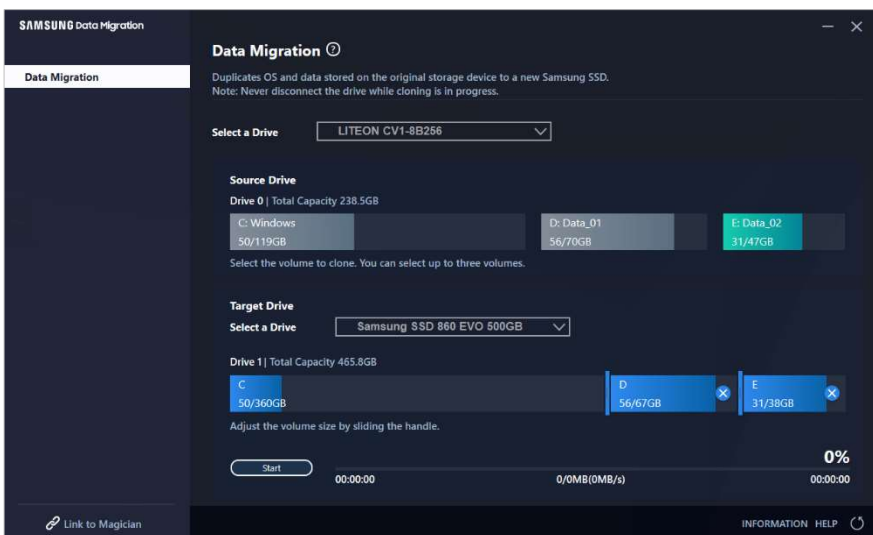 SAMSUNG Data Migration
Data Migration
Data Migration ?
Duplicates OS and data stored on the original storage device to a new Samsung SSD.
Note: Never disconnect the drive while cloning is in progress.
Select a Drive LITEON CV1-8B256
Source Drive
Drive 0 | Total Capacity 238.5GB
C: Windows D: Data_01 E: Data_02
50/119GB 56/70GB 31/47GB
Select the volume to clone. You can select up to three volumes.
Target Drive
Select a Drive Samsung SSD 860 EVO 500GB
Drive 1 | Total Capacity 465.8GB
C D E
50/360GB 56/67GB 31/38GB
Adjust the volume size by sliding the handle.
0%
Start
00:00:00 0/0MB(0MB/s) 00:00:00
Link to Magician
INFORMATION HELP